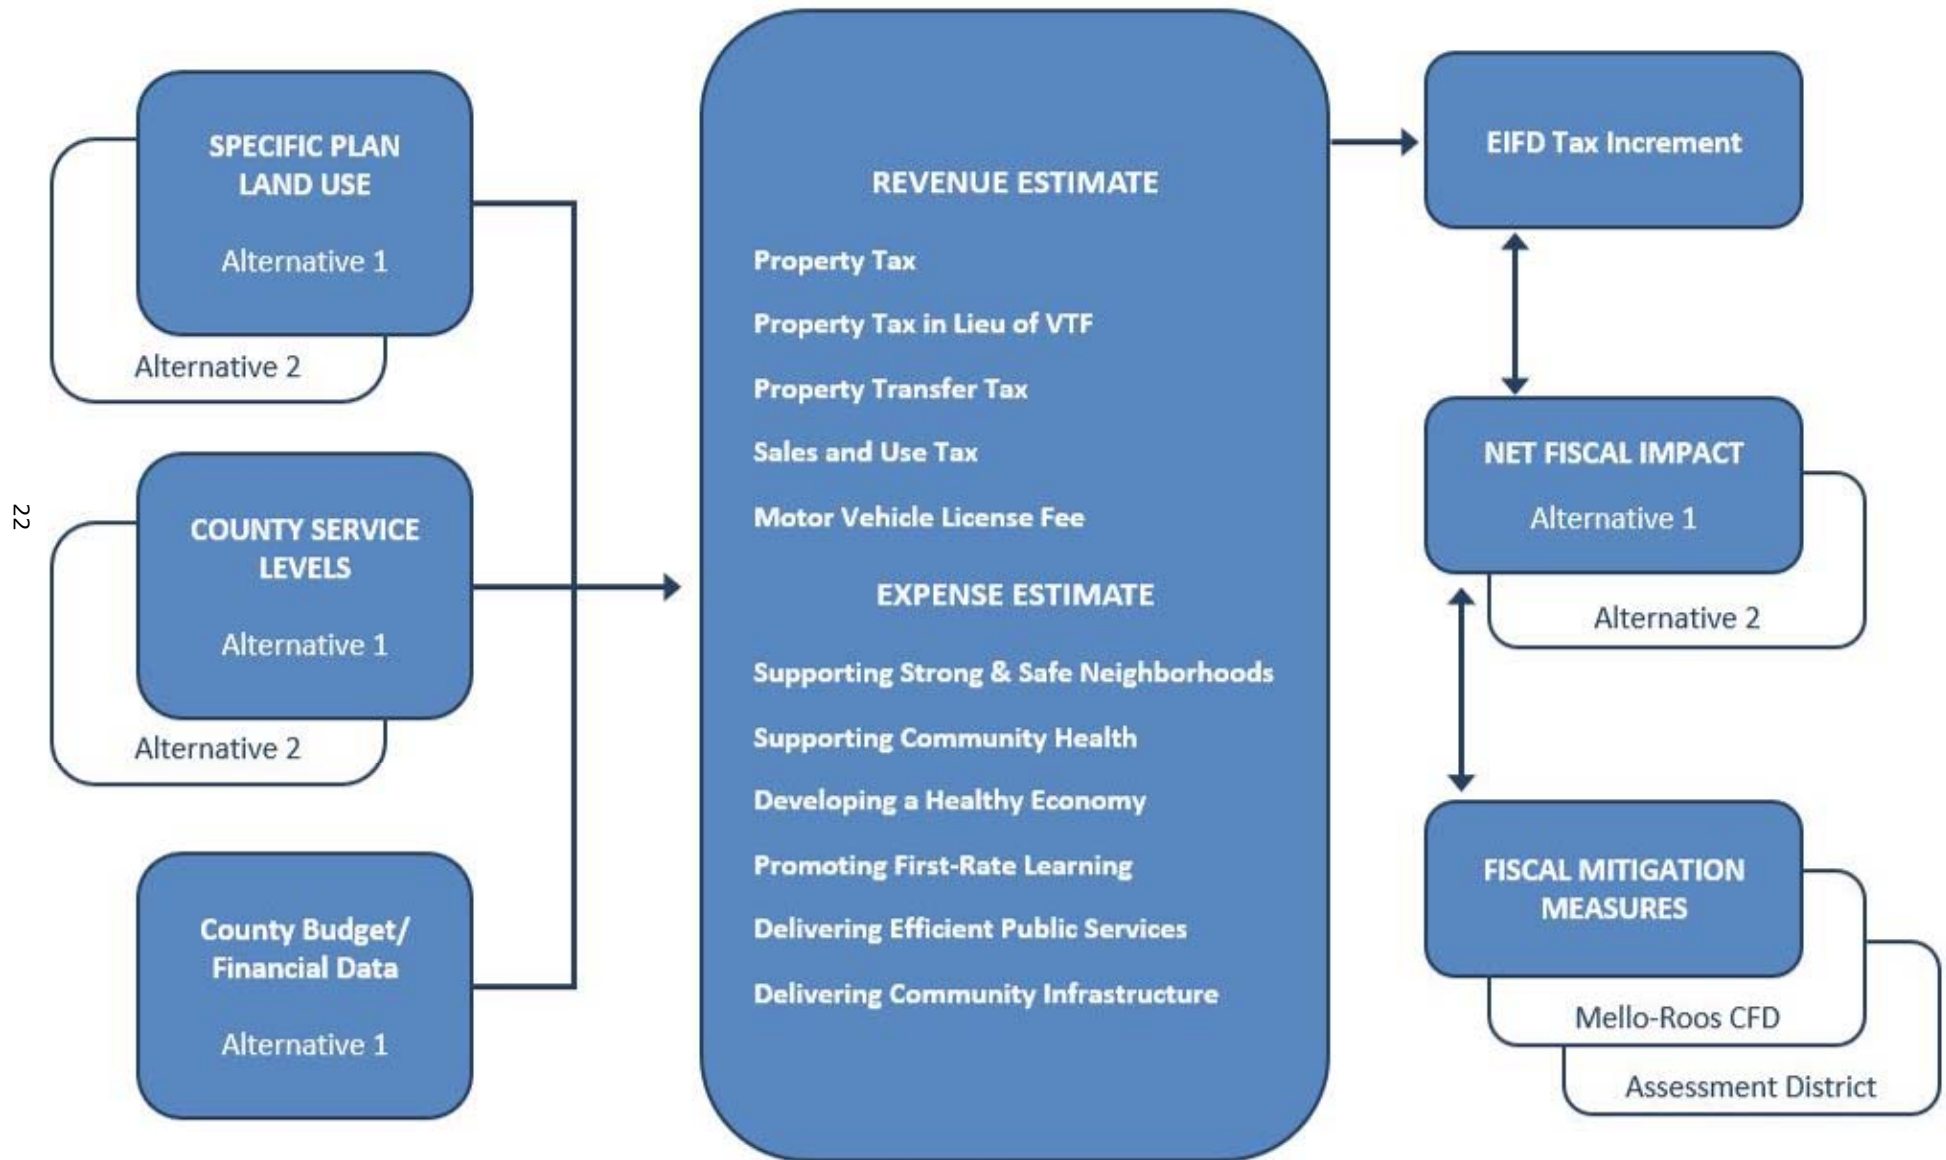 SPECIFIC PLAN
LAND USE
Alternative 1
Alternative 2
COUNTY SERVICE
LEVELS
Alternative 1
Alternative 2
County Budget/
Financial Data
Alternative 1
22
REVENUE ESTIMATE
Property Tax
Property Tax in Lieu of VTF
Property Transfer Tax
Sales and Use Tax
Motor Vehicle License Fee
EXPENSE ESTIMATE
Supporting Strong & Safe Neighborhoods
Supporting Community Health
Developing a Healthy Economy
Promoting First-Rate Learning
Delivering Efficient Public Services
Delivering Community Infrastructure
EIFD Tax Increment
NET FISCAL IMPACT
Alternative 1
Alternative 2
FISCAL MITIGATION
MEASURES
Mello-Roos CFD
Assessment District